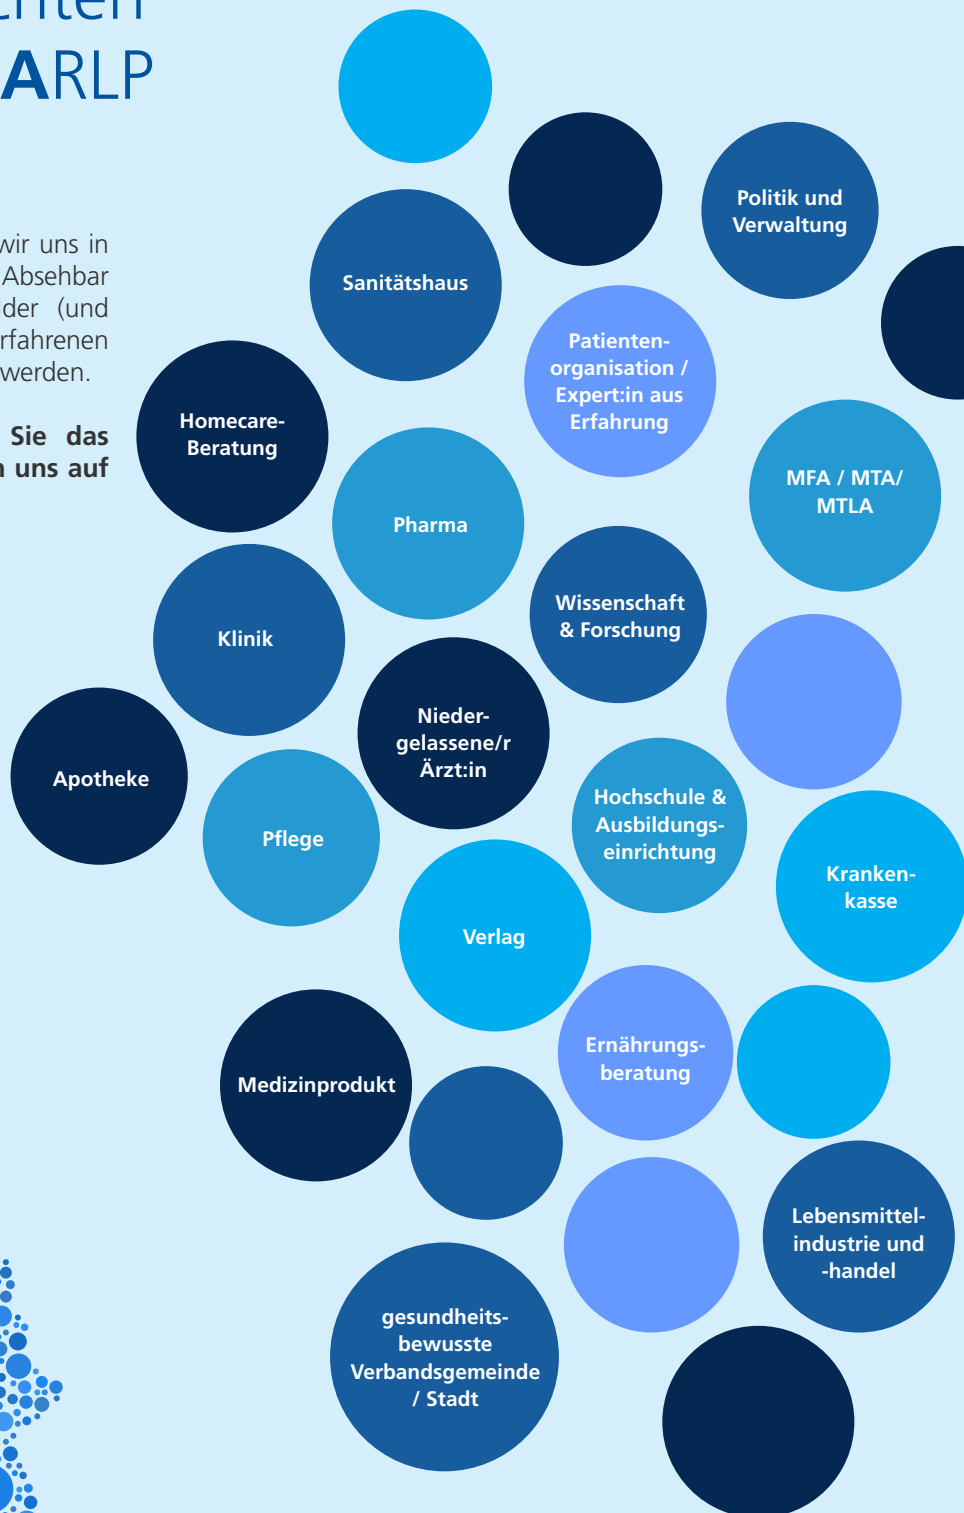 ARLP
wir uns in
Absehbar
(und
werden.
Sie das
uns auf
Politik und
Verwaltung
Sanitätshaus
Patienten-
organisation /
Expert:in aus
Erfahrung
Homecare-
Beratung
MFA / MTA/
MTLA
Pharma
Wissenschaft
& Forschung
Klinik
Nieder-
gelassene/r
Ärzt:in
Apotheke
Hochschule &
Ausbildungs-
einrichtung
Pflege
Kranken-
kasse
Verlag
Ernährungs-
beratung
Medizinprodukt
Lebensmittel-
industrie und
-handel
gesundheits-
bewusste
Verbandsgemeinde
/ Stadt